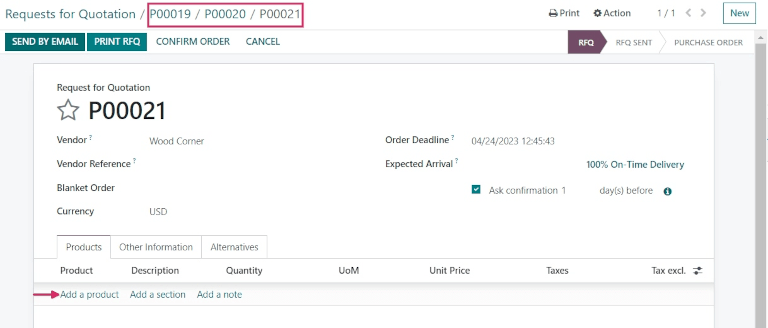 Requests for Quotation / P00019 / P00020 / P00021 Print Action 1 / 1 New
SEND BY EMAIL PRINT RFQ CONFIRM ORDER CANCEL RFQ RFQ SENT PURCHASE ORDER
Request for Quotation
P00021
Vendor ? Wood Corner Order Deadline ? 04/24/2023 12:45:43
Vendor Reference ? Expected Arrival ? 100% On-Time Delivery
Blanket Order Ask confirmation 1 day(s) before
Currency USD
Products Other Information Alternatives
Product Description Quantity UoM Unit Price Taxes Tax excl.
Add a product Add a section Add a note